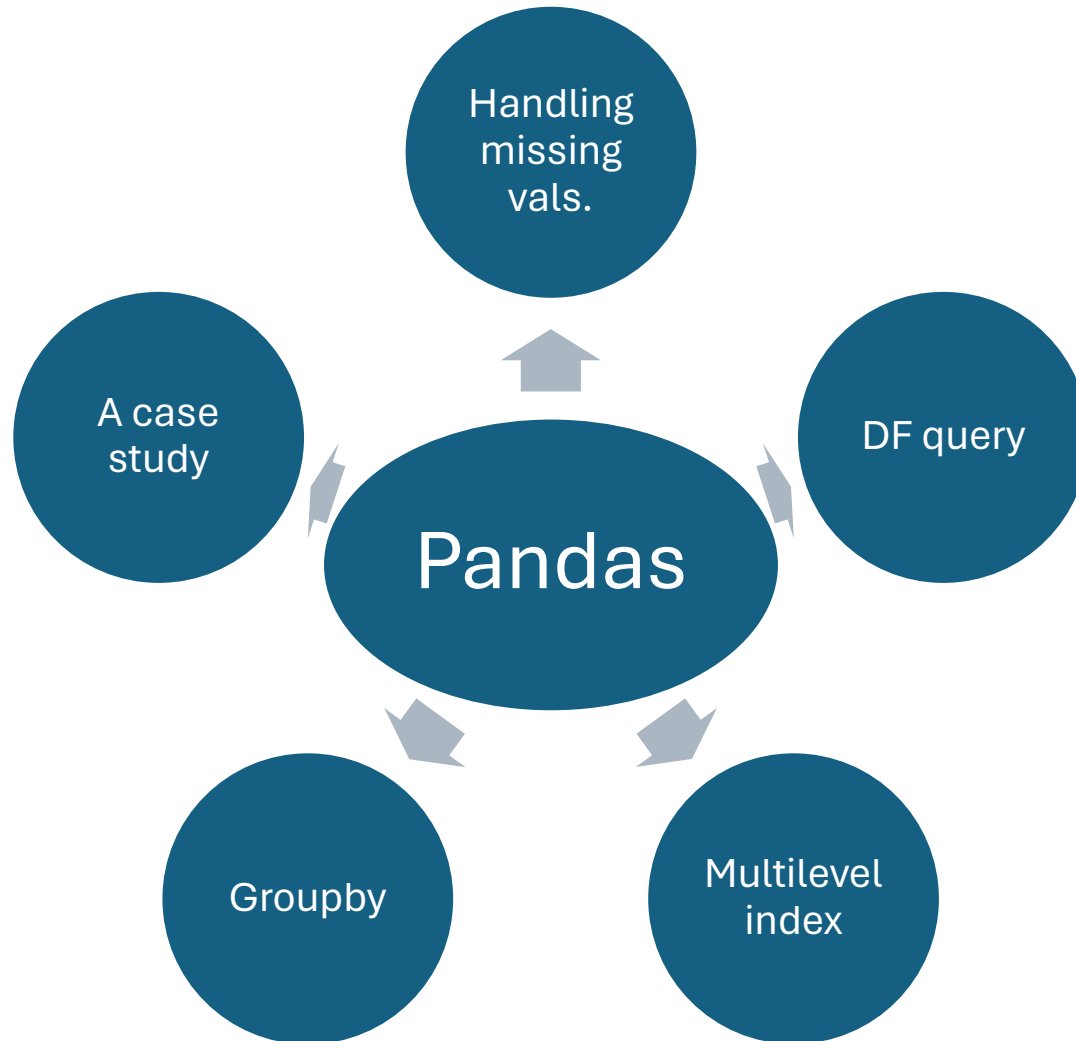 Handling
missing
vals.
A case
study
DF query
Pandas
Groupby
Multilevel
index